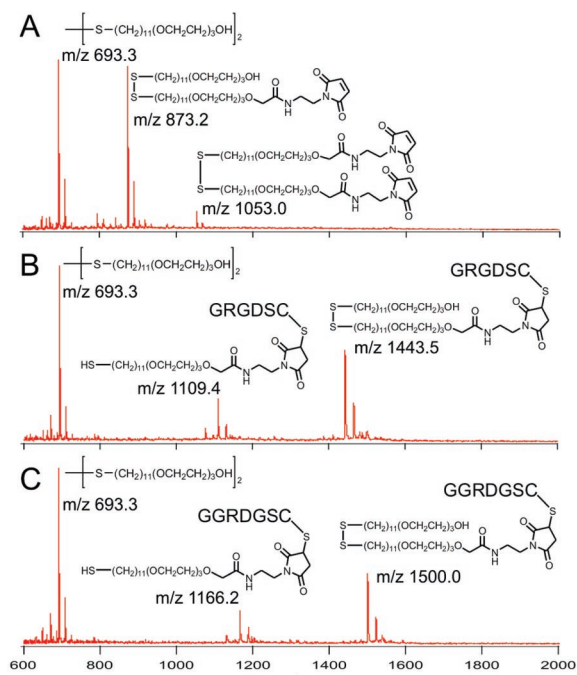 A
[S-(CH₂)₁₁(OCH₂CH₂)₃OH]₂
m/z 693.3
S-(CH₂)₁₁(OCH₂CH₂)₃OH
S-(CH₂)₁₁(OCH₂CH₂)₃O
O
N
H
N
O
O
m/z 873.2
S-(CH₂)₁₁(OCH₂CH₂)₃O
O
N
H
N
O
O
S-(CH₂)₁₁(OCH₂CH₂)₃O
O
N
H
N
O
O
m/z 1053.0
B
[S-(CH₂)₁₁(OCH₂CH₂)₃OH]₂
m/z 693.3
GRGDSC
S
HS-(CH₂)₁₁(OCH₂CH₂)₃O
O
N
H
N
O
O
m/z 1109.4
GRGDSC
S
S-(CH₂)₁₁(OCH₂CH₂)₃OH
S-(CH₂)₁₁(OCH₂CH₂)₃O
O
N
H
N
O
O
m/z 1443.5
C
[S-(CH₂)₁₁(OCH₂CH₂)₃OH]₂
m/z 693.3
GGRDGSC
S
HS-(CH₂)₁₁(OCH₂CH₂)₃O
O
N
H
N
O
O
m/z 1166.2
GGRDGSC
S
S-(CH₂)₁₁(OCH₂CH₂)₃OH
S-(CH₂)₁₁(OCH₂CH₂)₃O
O
N
H
N
O
O
m/z 1500.0
600 800 1000 1200 1400 1600 1800 2000